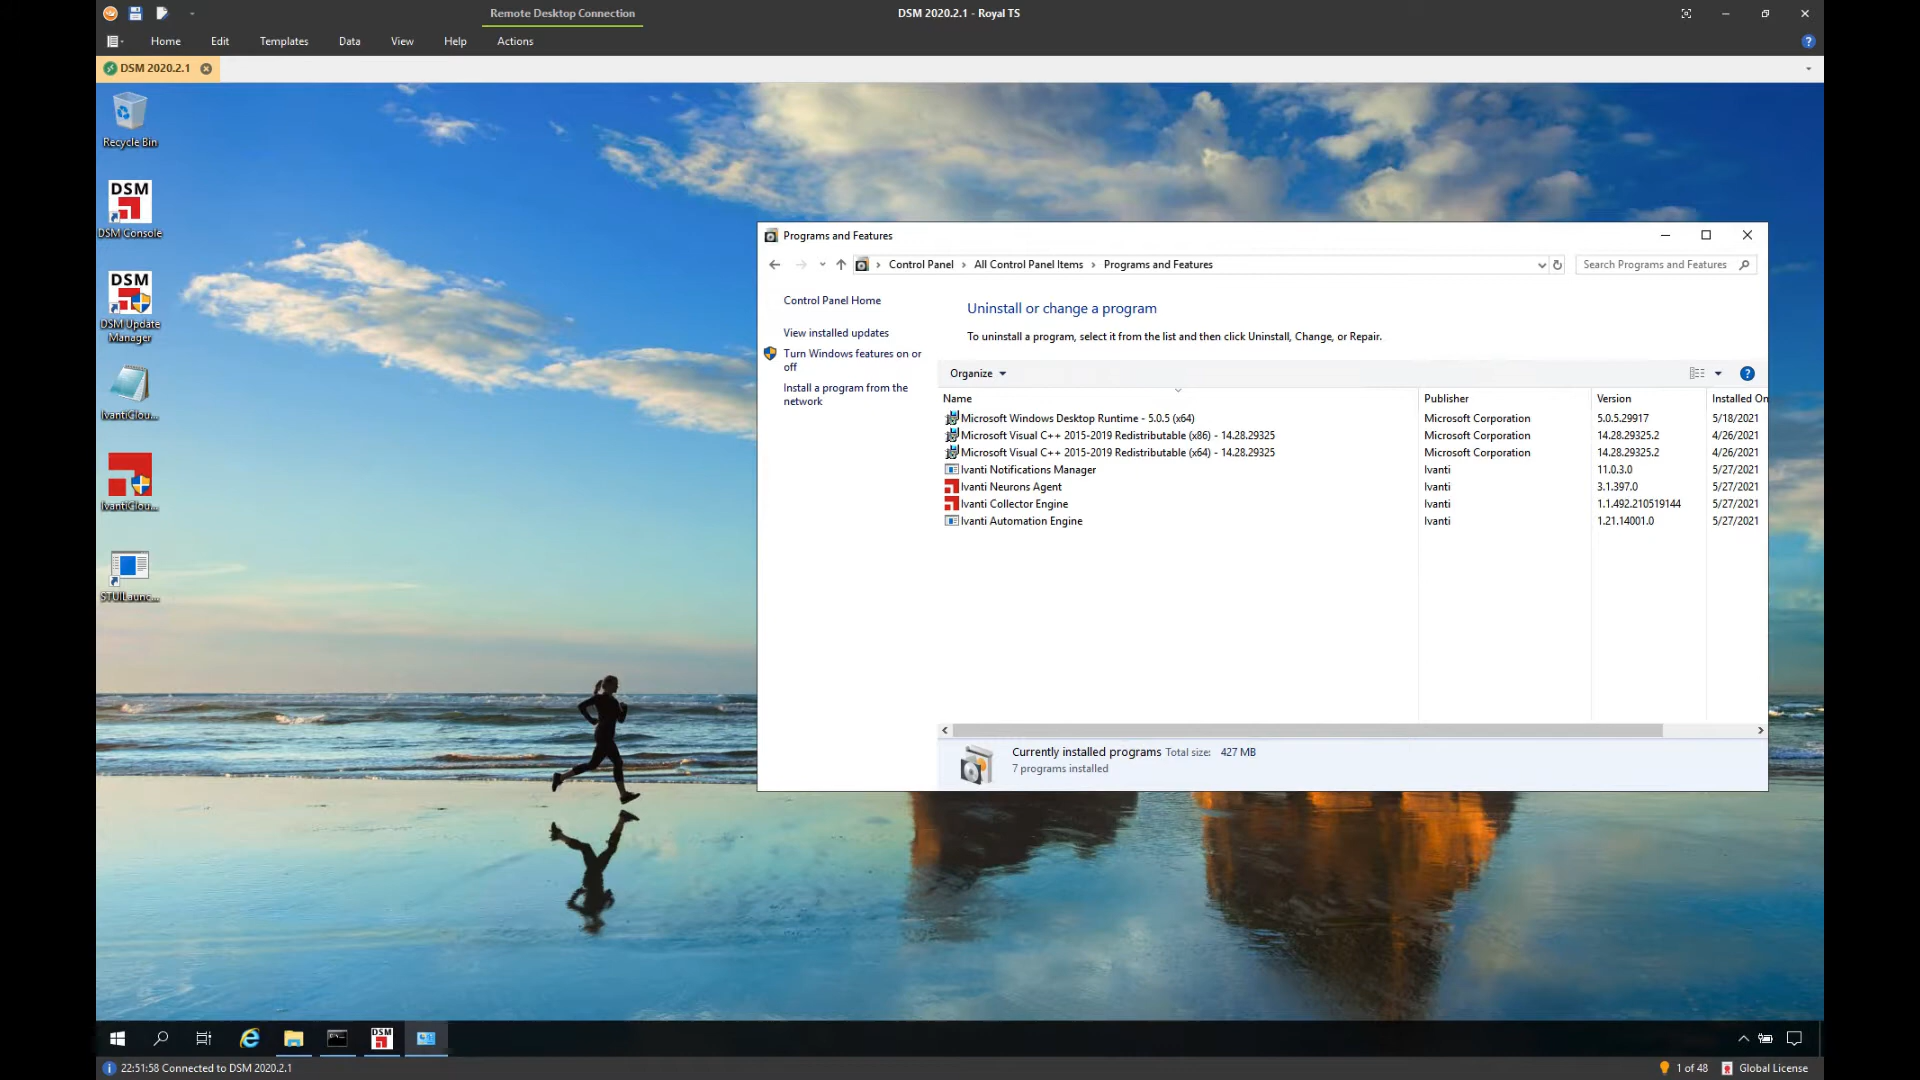 Remote Desktop Connection
DSM 2020.2.1 - Royal TS
Home Edit Templates Data View Help Actions
DSM 2020.2.1
Recycle Bin
DSM
DSM Console
DSM
DSM Update
Manager
IvantiClou...
IvantiClou...
STUILaunc...
Programs and Features
Control Panel › All Control Panel Items › Programs and Features
Search Programs and Features
Control Panel Home
View installed updates
Turn Windows features on or
off
Install a program from the
network
Uninstall or change a program
To uninstall a program, select it from the list and then click Uninstall, Change, or Repair.
Organize
Name Publisher Version Installed On
Microsoft Windows Desktop Runtime - 5.0.5 (x64) Microsoft Corporation 5.0.5.29917 5/18/2021
Microsoft Visual C++ 2015-2019 Redistributable (x86) - 14.28.29325 Microsoft Corporation 14.28.29325.2 4/26/2021
Microsoft Visual C++ 2015-2019 Redistributable (x64) - 14.28.29325 Microsoft Corporation 14.28.29325.2 4/26/2021
Ivanti Notifications Manager Ivanti 11.0.3.0 5/27/2021
Ivanti Neurons Agent Ivanti 3.1.397.0 5/27/2021
Ivanti Collector Engine Ivanti 1.1.492.210519144 5/27/2021
Ivanti Automation Engine Ivanti 1.21.14001.0 5/27/2021
Currently installed programs Total size: 427 MB
7 programs installed
DSM
22:51:58 Connected to DSM 2020.2.1
1 of 48 Global License